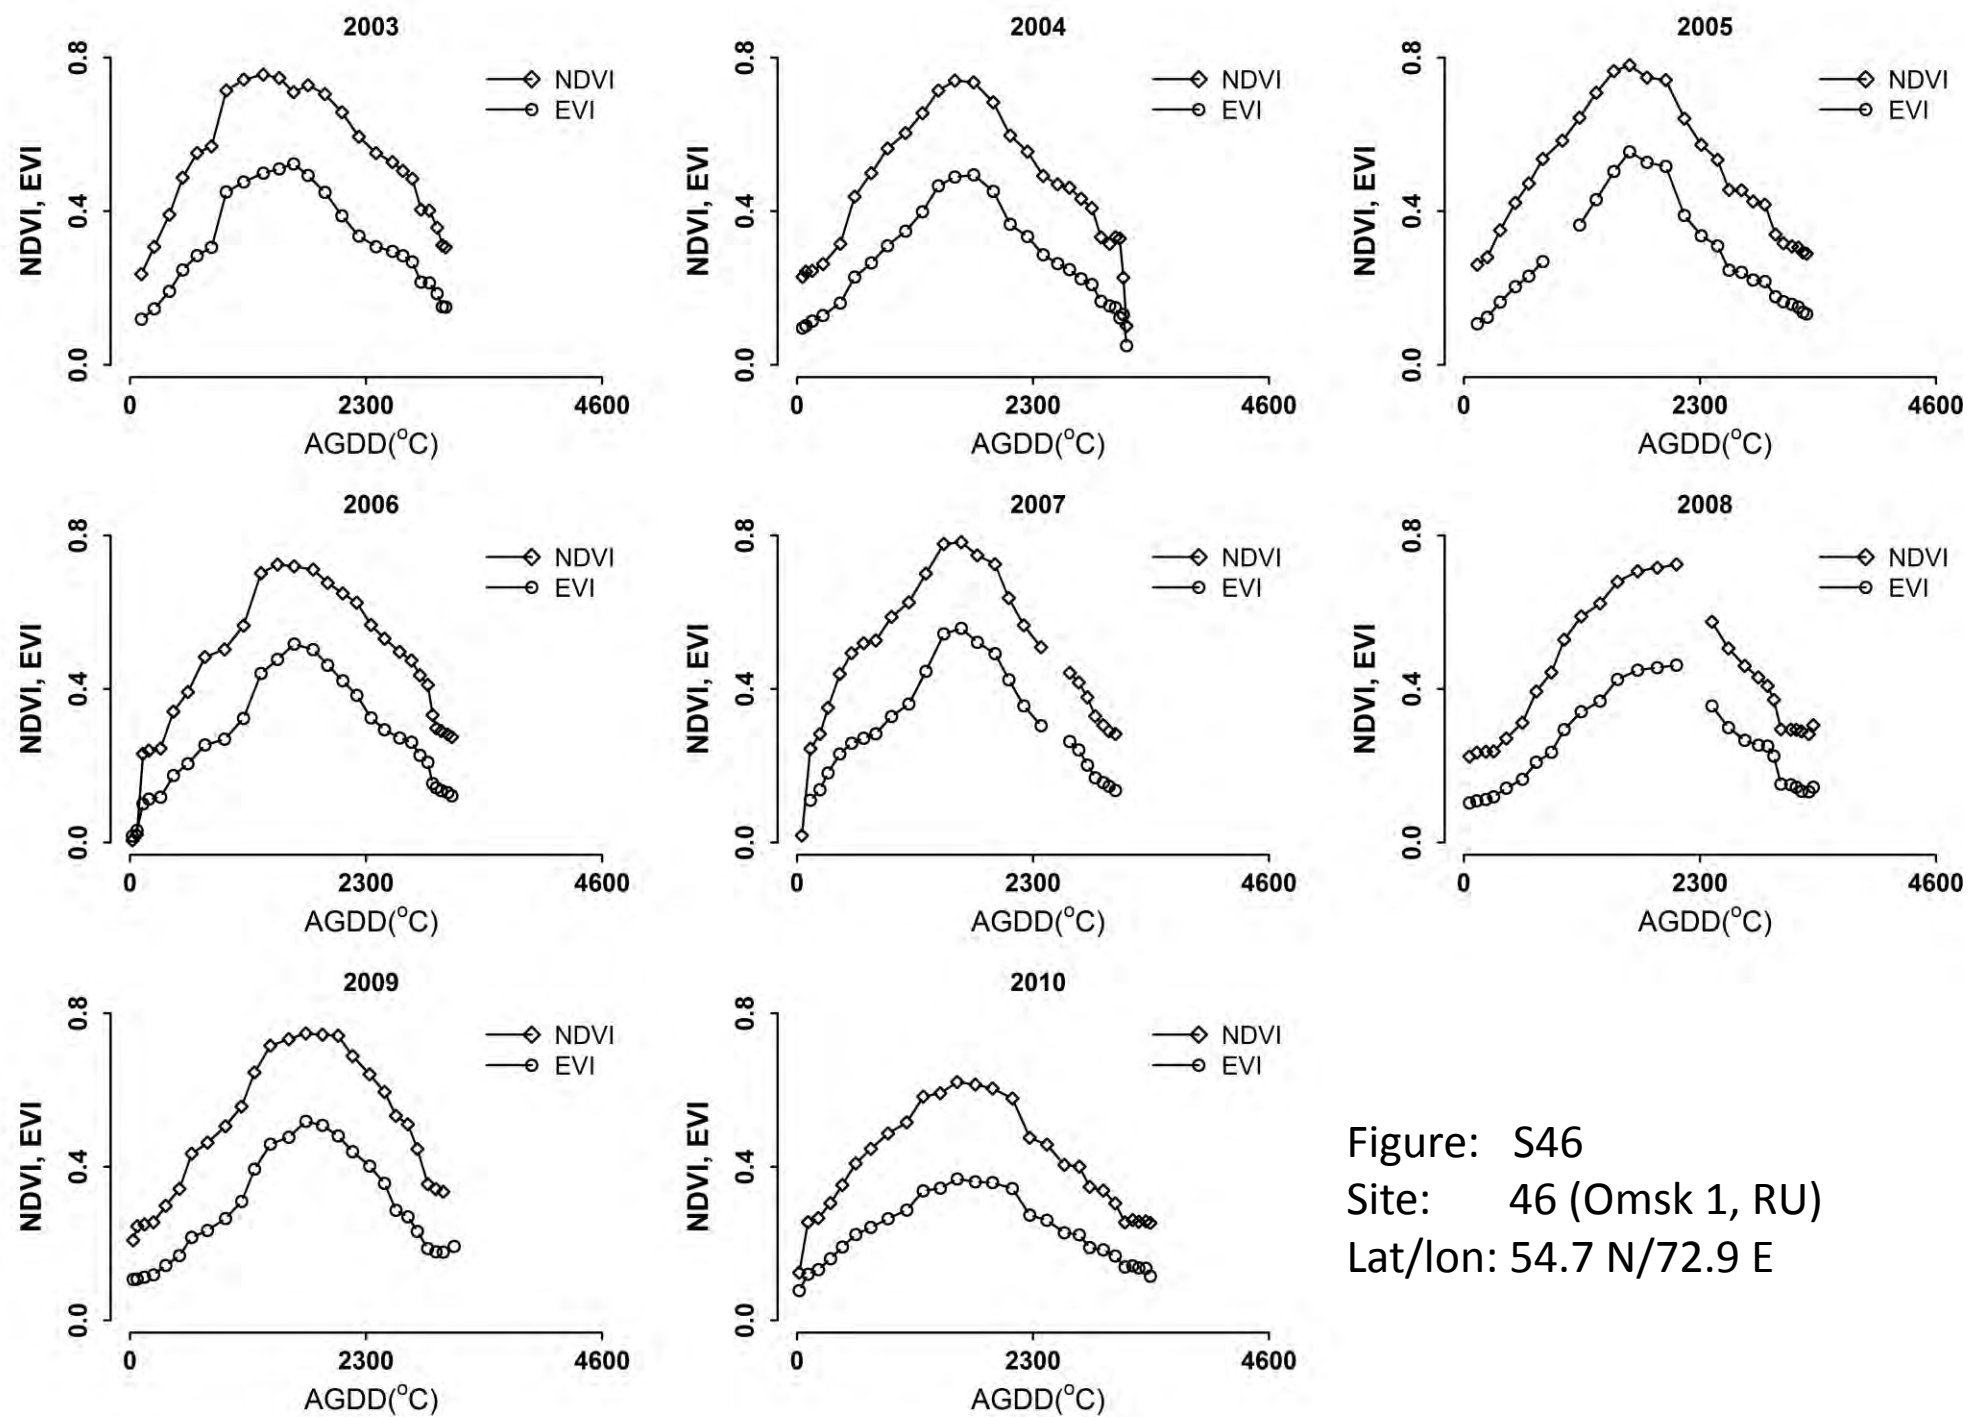 2003
0.8
0.4
0.0
NDVI, EVI
NDVI
EVI
0 2300 4600
AGDD(°C)
2004
0.8
0.4
0.0
NDVI, EVI
NDVI
EVI
0 2300 4600
AGDD(°C)
2005
0.8
0.4
0.0
NDVI, EVI
NDVI
EVI
0 2300 4600
AGDD(°C)
2006
0.8
0.4
0.0
NDVI, EVI
NDVI
EVI
0 2300 4600
AGDD(°C)
2007
0.8
0.4
0.0
NDVI, EVI
NDVI
EVI
0 2300 4600
AGDD(°C)
2008
0.8
0.4
0.0
NDVI, EVI
NDVI
EVI
0 2300 4600
AGDD(°C)
2009
0.8
0.4
0.0
NDVI, EVI
NDVI
EVI
0 2300 4600
AGDD(°C)
2010
0.8
0.4
0.0
NDVI, EVI
NDVI
EVI
0 2300 4600
AGDD(°C)
Figure: S46
Site: 46 (Omsk 1, RU)
Lat/lon: 54.7 N/72.9 E